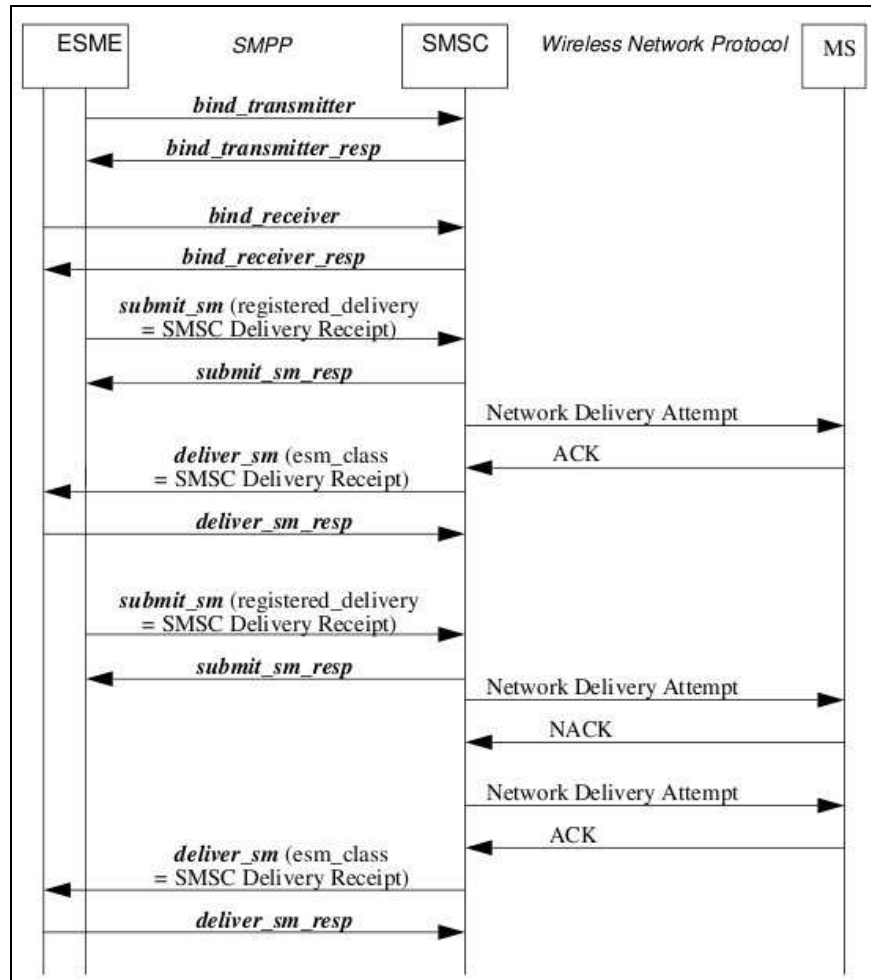 ESME
SMPP
SMSC
Wireless Network Protocol
MS
bind_transmitter
bind_transmitter_resp
bind_receiver
bind_receiver_resp
submit_sm (registered_delivery
= SMSC Delivery Receipt)
submit_sm_resp
Network Delivery Attempt
ACK
deliver_sm (esm_class
= SMSC Delivery Receipt)
deliver_sm_resp
submit_sm (registered_delivery
= SMSC Delivery Receipt)
submit_sm_resp
Network Delivery Attempt
NACK
Network Delivery Attempt
ACK
deliver_sm (esm_class
= SMSC Delivery Receipt)
deliver_sm_resp